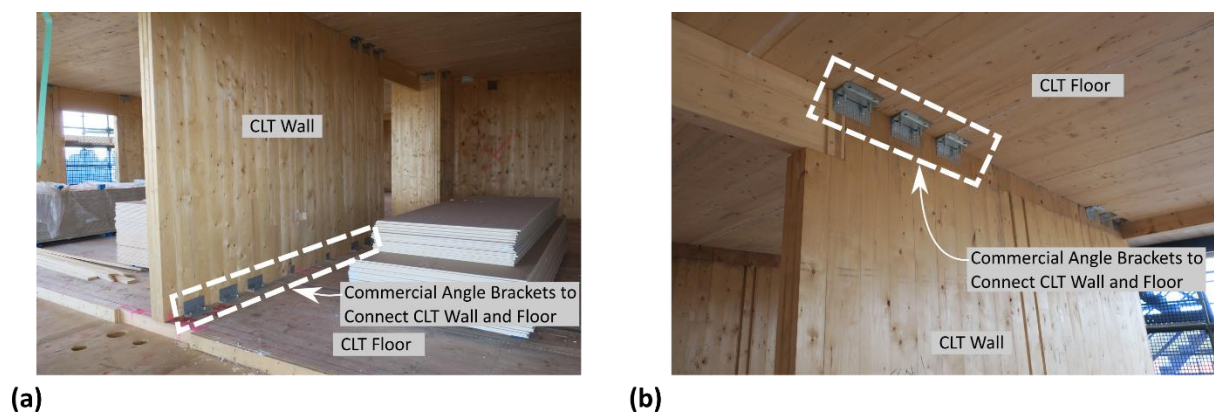 CLT Wall
Commercial Angle Brackets to
Connect CLT Wall and Floor
CLT Floor
(a)
CLT Floor
Commercial Angle Brackets to
Connect CLT Wall and Floor
CLT Wall
(b)